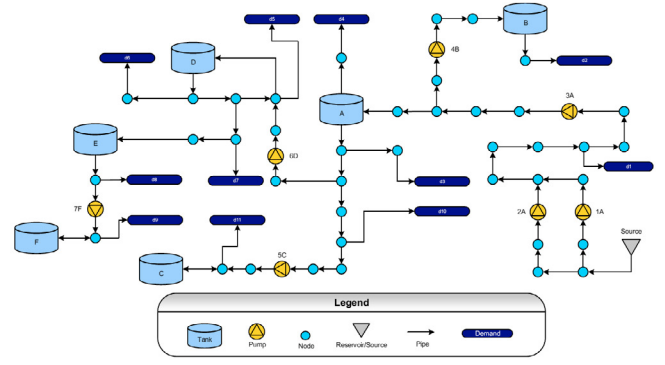 d5
d4
B
d6
D
4B
d2
3A
A
E
6D
d1
d8
d7
d3
7F
d9
d11
d10
2A
1A
Source
F
5C
C
Legend
Tank
Pump
Node
Reservoir/Source
Pipe
Demand